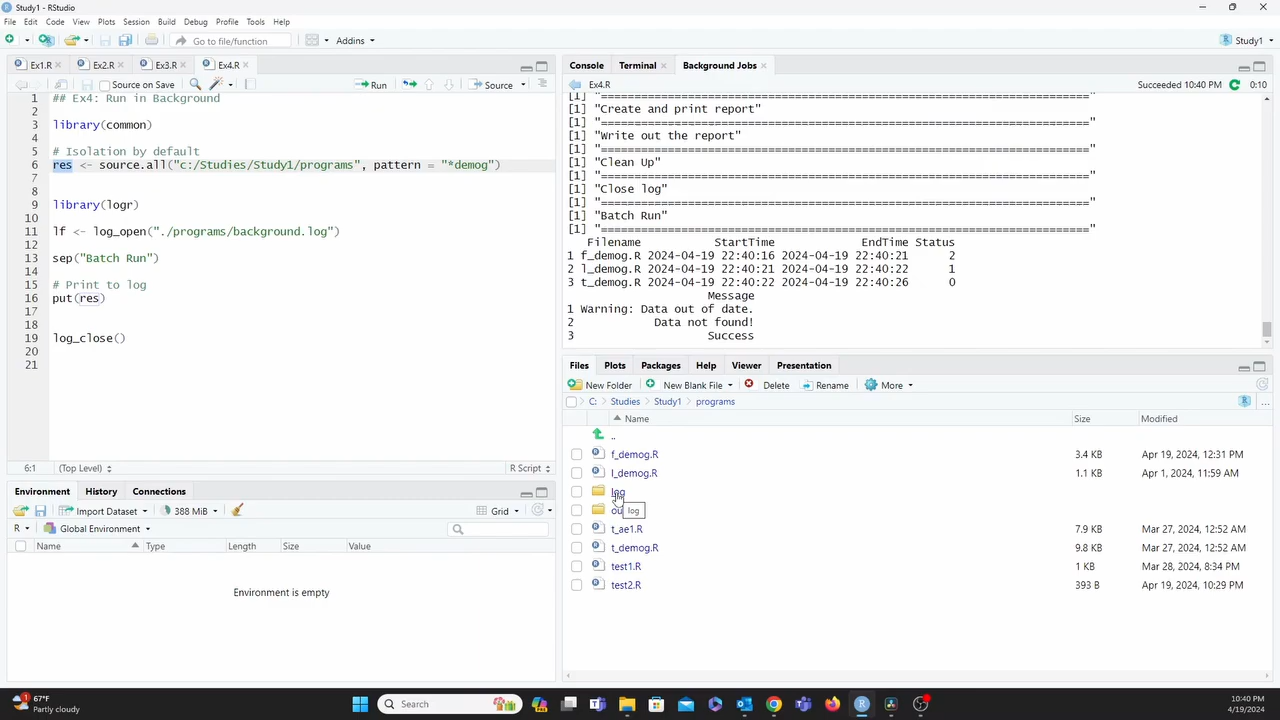 Study1 - RStudio
File Edit Code View Plots Session Build Debug Profile Tools Help
Go to file/function
Addins
Study1
Ex1.R Ex2.R Ex3.R Ex4.R
Source on Save
Run
Source
1 ## Ex4: Run in Background
2
3 library(common)
4
5 # Isolation by default
6 res <- source.all("c:/Studies/Study1/programs", pattern = "*demog")
7
8
9 library(logr)
10
11 lf <- log_open("./programs/background.log")
12
13 sep("Batch Run")
14
15 # Print to log
16 put(res)
17
18
19 log_close()
20
21
6:1 (Top Level) R Script
Environment History Connections
Import Dataset 388 MiB Grid
R Global Environment
Name Type Length Size Value
Environment is empty
Console Terminal Background Jobs
Ex4.R Succeeded 10:40 PM 0:10
[1] "========================================================================="
[1] "Create and print report"
[1] "========================================================================="
[1] "Write out the report"
[1] "========================================================================="
[1] "Clean Up"
[1] "========================================================================="
[1] "Close log"
[1] "========================================================================="
[1] "Batch Run"
[1] "========================================================================="
Filename StartTime EndTime Status
1 f_demog.R 2024-04-19 22:40:16 2024-04-19 22:40:21 2
2 l_demog.R 2024-04-19 22:40:21 2024-04-19 22:40:22 1
3 t_demog.R 2024-04-19 22:40:22 2024-04-19 22:40:26 0
Message
1 Warning: Data out of date.
2 Data not found!
3 Success
Files Plots Packages Help Viewer Presentation
New Folder New Blank File Delete Rename More
C: Studies Study1 programs
Name Size Modified
..
f_demog.R 3.4 KB Apr 19, 2024, 12:31 PM
l_demog.R 1.1 KB Apr 1, 2024, 11:59 AM
log
log
t_ae1.R 7.9 KB Mar 27, 2024, 12:52 AM
t_demog.R 9.8 KB Mar 27, 2024, 12:52 AM
test1.R 1 KB Mar 28, 2024, 8:34 PM
test2.R 393 B Apr 19, 2024, 10:29 PM
1
67°F
Partly cloudy
Search
10:40 PM
4/19/2024